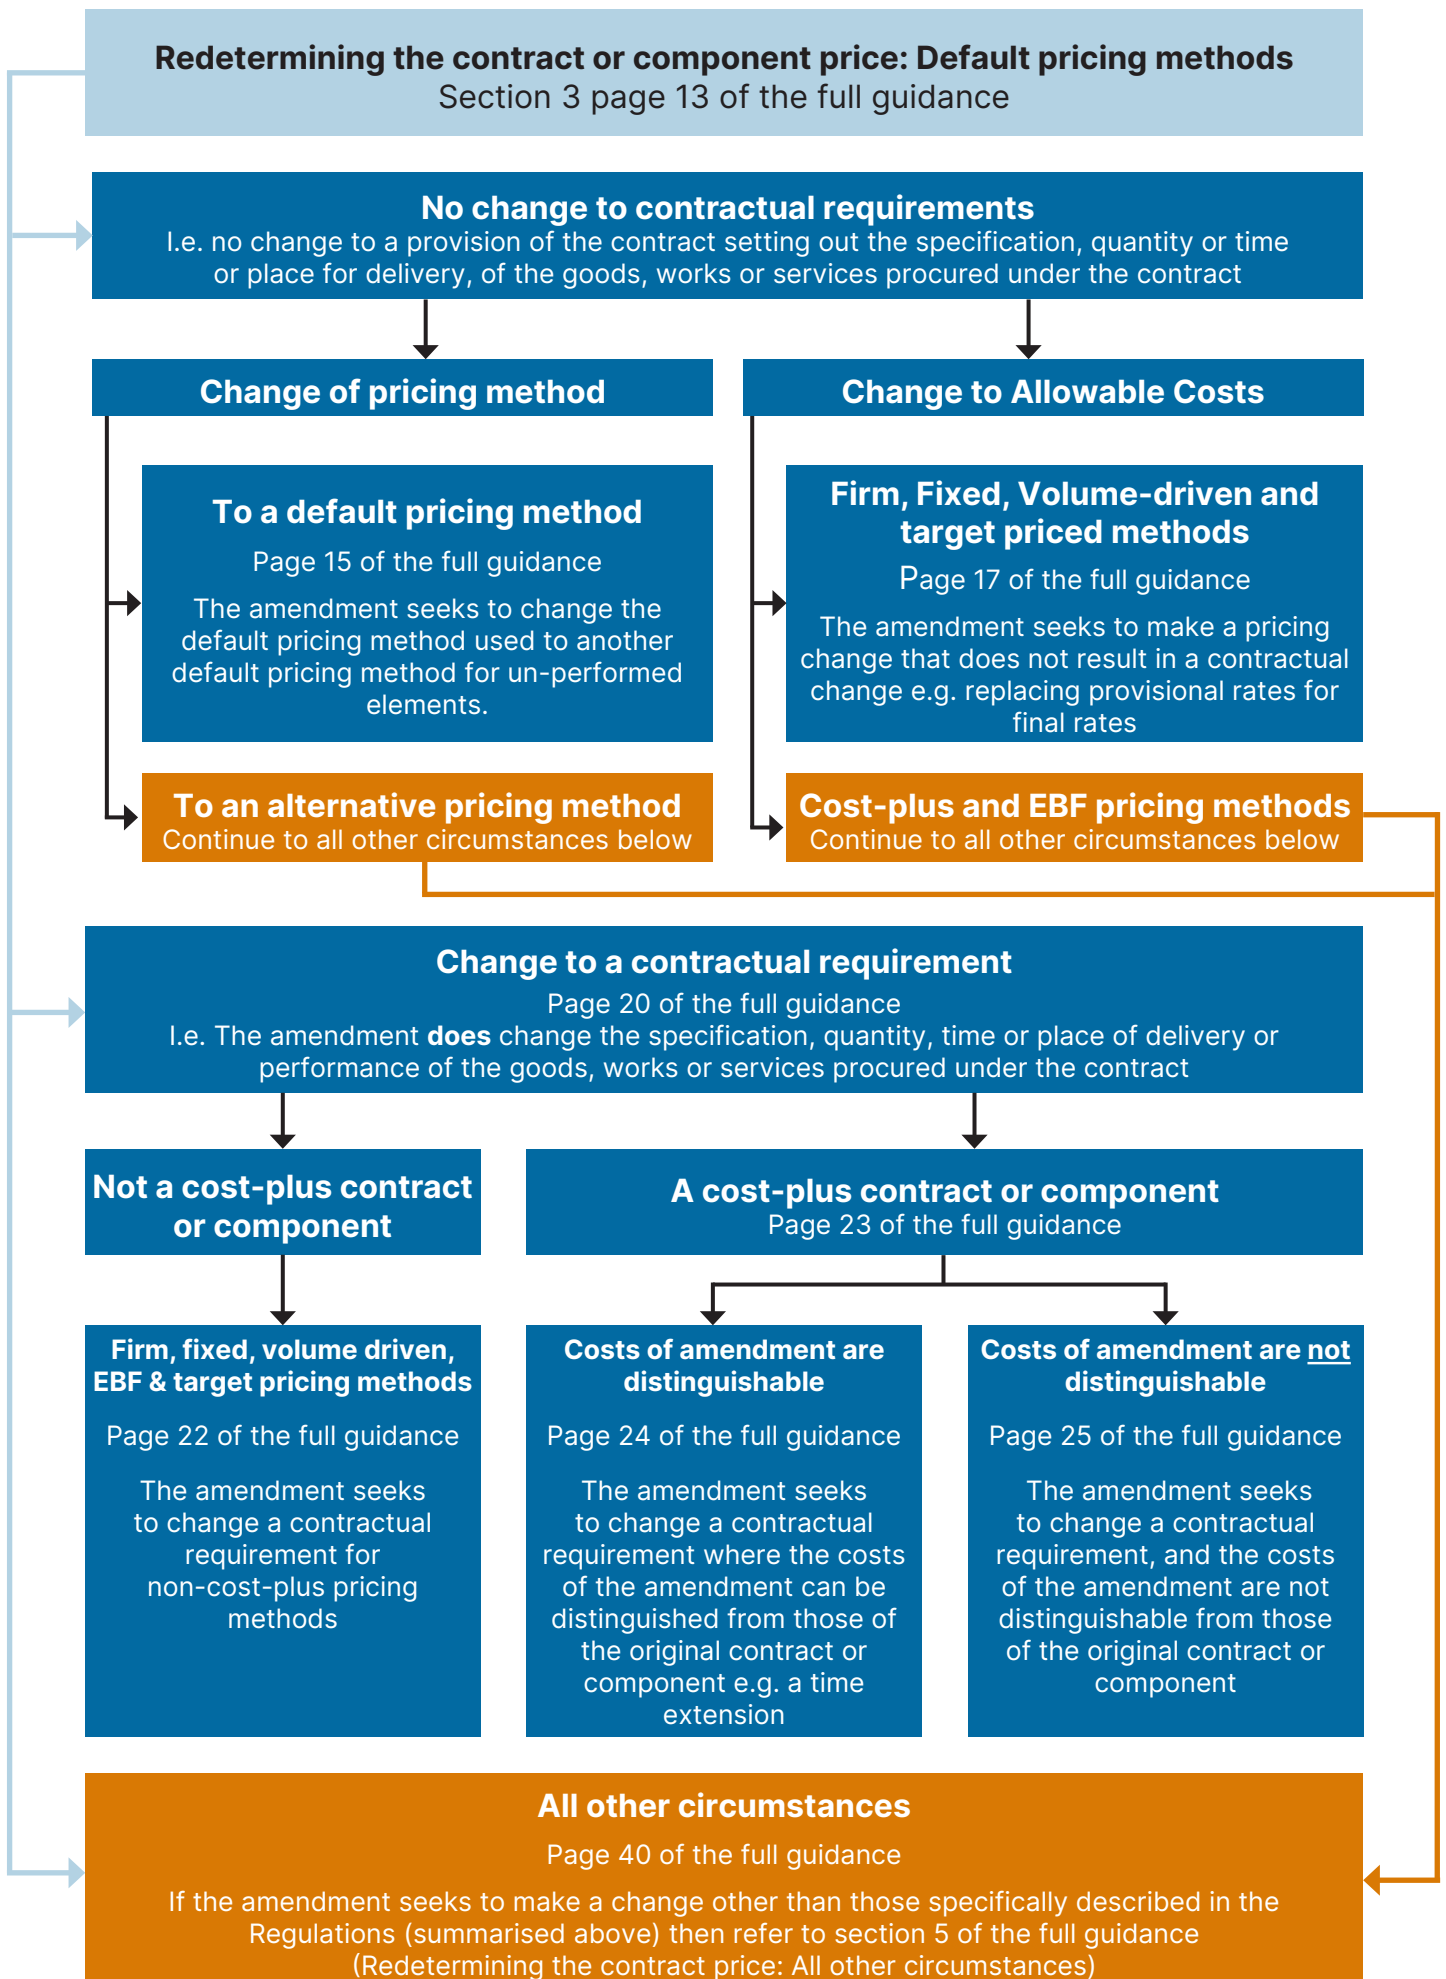 Redetermining the contract or component price: Default pricing methods
Section 3 page 13 of the full guidance
No change to contractual requirements
I.e. no change to a provision of the contract setting out the specification, quantity or time
or place for delivery, of the goods, works or services procured under the contract
Change of pricing method
To a default pricing method
Page 15 of the full guidance
The amendment seeks to change the
default pricing method used to another
default pricing method for un-performed
elements.
To an alternative pricing method
Continue to all other circumstances below
Change to Allowable Costs
Firm, Fixed, Volume-driven and
target priced methods
Page 17 of the full guidance
The amendment seeks to make a pricing
change that does not result in a contractual
change e.g. replacing provisional rates for
final rates
Cost-plus and EBF pricing methods
Continue to all other circumstances below
Change to a contractual requirement
Page 20 of the full guidance
I.e. The amendment does change the specification, quantity, time or place of delivery or
performance of the goods, works or services procured under the contract
Not a cost-plus contract
or component
Firm, fixed, volume driven,
EBF & target pricing methods
Page 22 of the full guidance
The amendment seeks
to change a contractual
requirement for
non-cost-plus pricing
methods
A cost-plus contract or component
Page 23 of the full guidance
Costs of amendment are
distinguishable
Page 24 of the full guidance
The amendment seeks
to change a contractual
requirement where the costs
of the amendment can be
distinguished from those of
the original contract or
component e.g. a time
extension
Costs of amendment are not
distinguishable
Page 25 of the full guidance
The amendment seeks
to change a contractual
requirement, and the costs
of the amendment are not
distinguishable from those
of the original contract or
component
All other circumstances
Page 40 of the full guidance
If the amendment seeks to make a change other than those specifically described in the
Regulations (summarised above) then refer to section 5 of the full guidance
(Redetermining the contract price: All other circumstances)